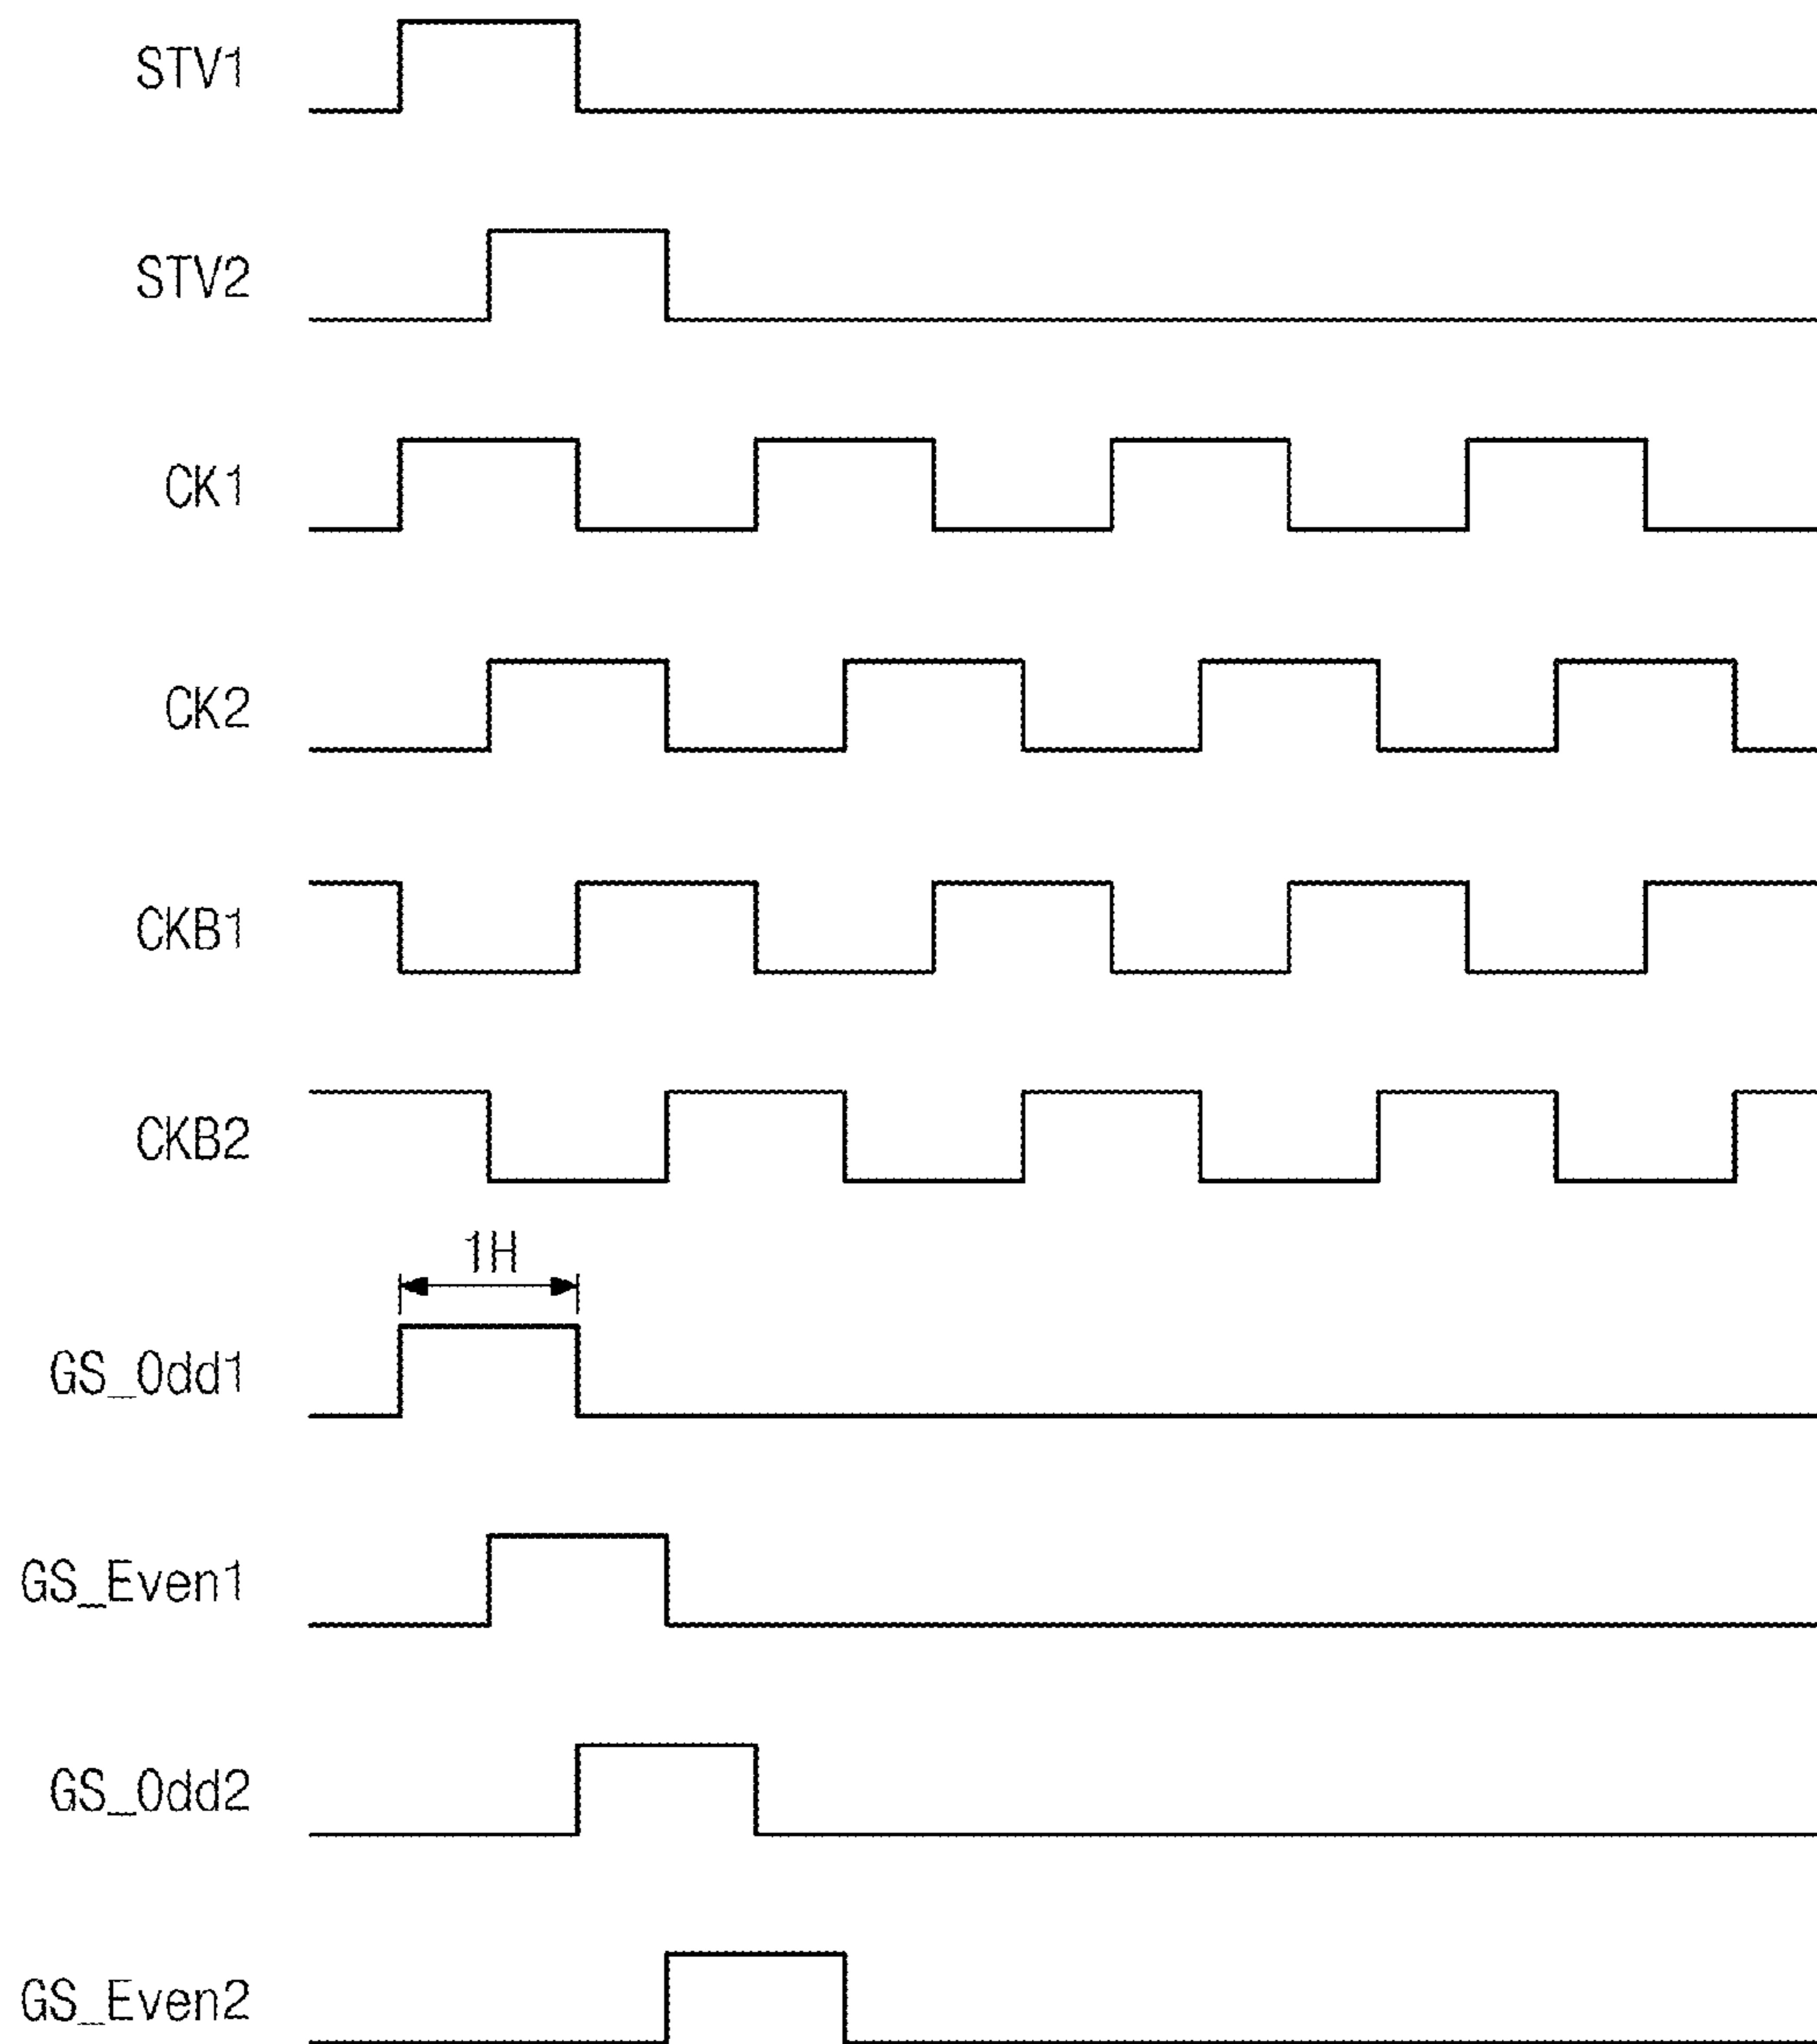 STV1
STV2
CK1
CK2
CKB1
CKB2
1H
GS_Odd1
GS_Even1
GS_Odd2
GS_Even2